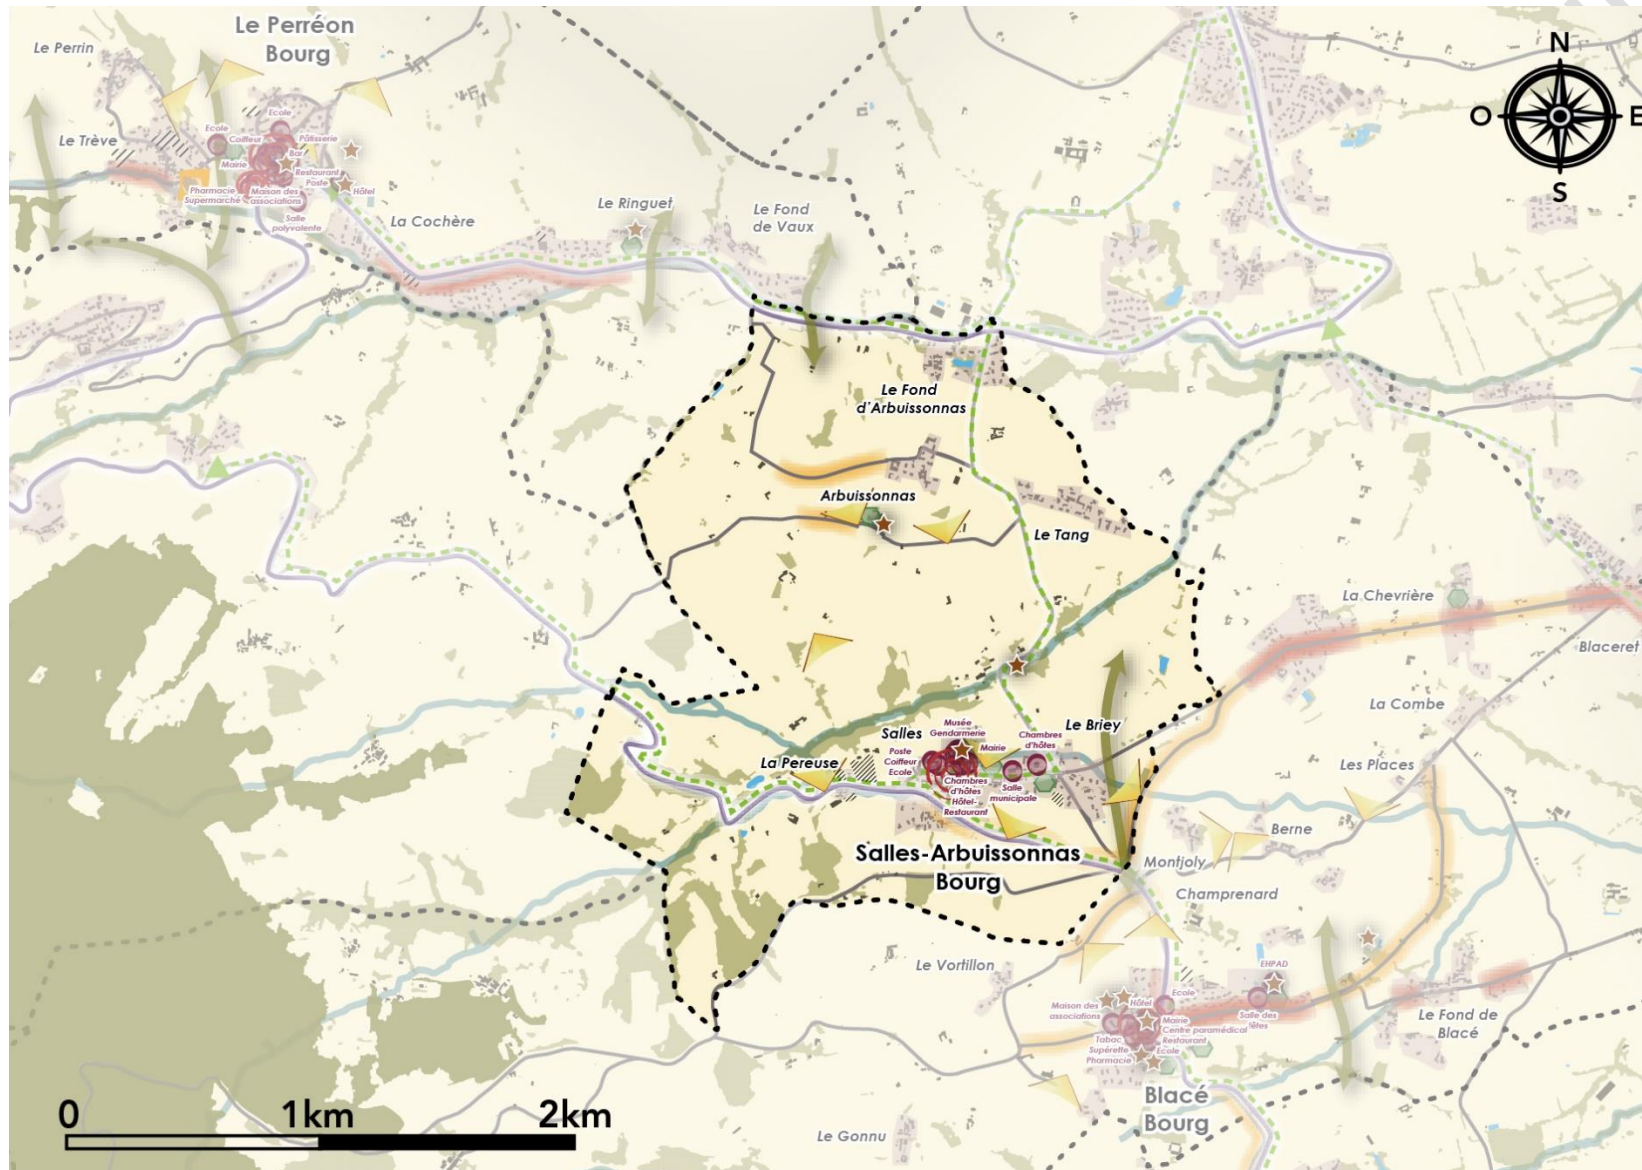 Le Perréon
Bourg
Le Perrin
N
O
E
S
Le Trève
Ecole
Ecole
Coiffeur
Pâtisserie
Bar
Mairie
Restaurant
Poste
Hôtel
Pharmacie
Supermarché
Maison des
associations
Salle
polyvalente
La Cochère
Le Ringuet
Le Fond
de Vaux
Le Fond
d'Arbuissonnas
Arbuissonnas
Le Tang
La Chevrière
Blaceret
La Combe
Les Places
Berne
Le Briey
Salles
Musée
Gendarmerie
Mairie
Chambres
d'hôtes
Poste
Coiffeur
Ecole
La Pereuse
Chambres
d'hôtes
Hôtel-
Restaurant
Salle
municipale
Salles-Arbuissonnas
Bourg
Montjoly
Champrenard
Le Vortillon
EHPAD
Maison des
associations
Hôtel
Ecole
Mairie
Centre paramédical
Restaurant
Salle des
Tabac
Supérette
Pharmacie
Ecole
Le Fond de
Blacé
Blacé
Bourg
Le Gonnu
0 1km 2km